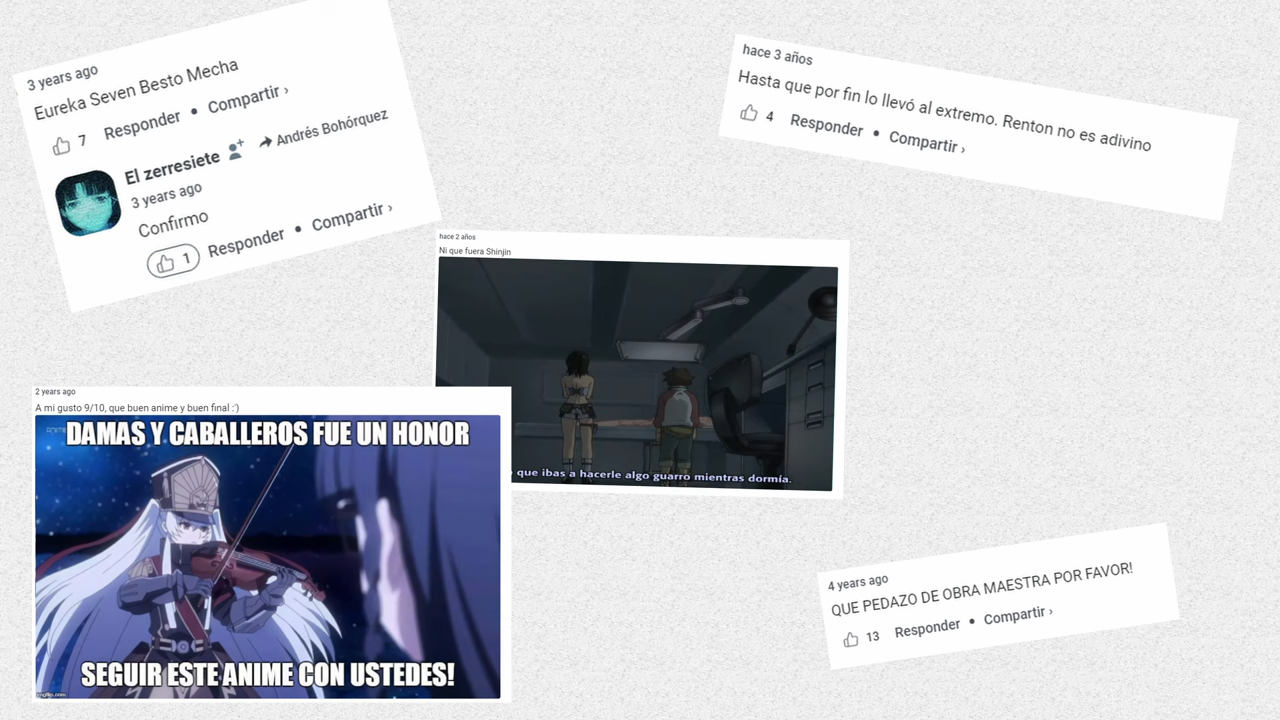 3 years ago
Eureka Seven Besto Mecha
7 Responder • Compartir ›
El zerresiete Andrés Bohórquez
3 years ago
Confirmo
1 Responder • Compartir ›
hace 3 años
Hasta que por fin lo llevó al extremo. Renton no es adivino
4 Responder • Compartir ›
hace 2 años
Ni que fuera Shinjin
que ibas a hacerle algo guarro mientras dormía.
2 years ago
A mi gusto 9/10, que buen anime y buen final :')
DAMAS Y CABALLEROS FUE UN HONOR
SEGUIR ESTE ANIME CON USTEDES!
imgflip.com
4 years ago
QUE PEDAZO DE OBRA MAESTRA POR FAVOR!
13 Responder • Compartir ›